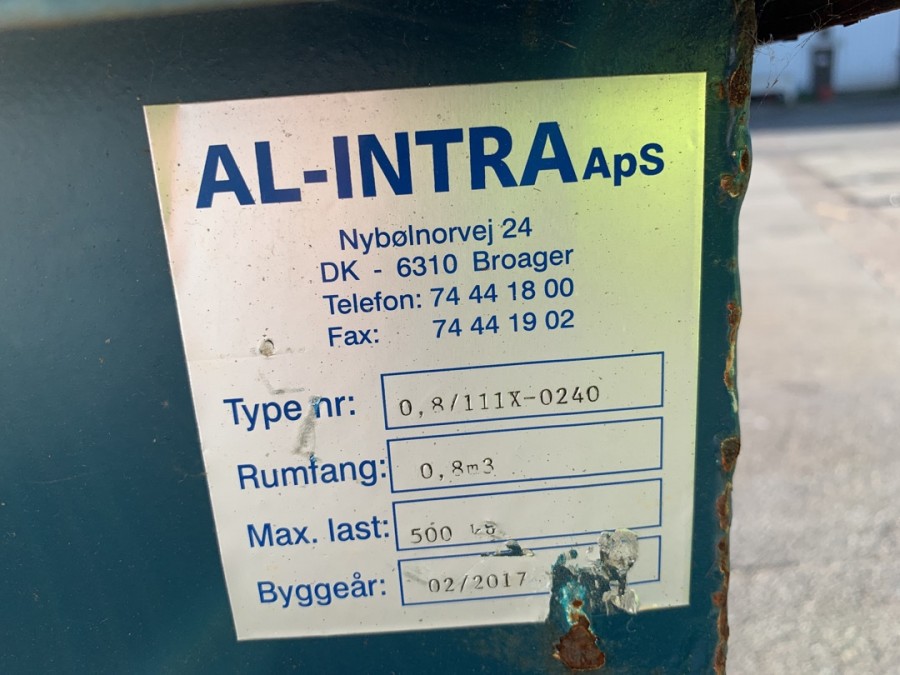 AL-INTRA ApS
Nybølnorvej 24
DK - 6310 Broager
Telefon: 74 44 18 00
Fax: 74 44 19 02
Type nr: 0,8/111X-0240
Rumfang: 0,8m3
Max. last: 500
Byggeår: 02/2017